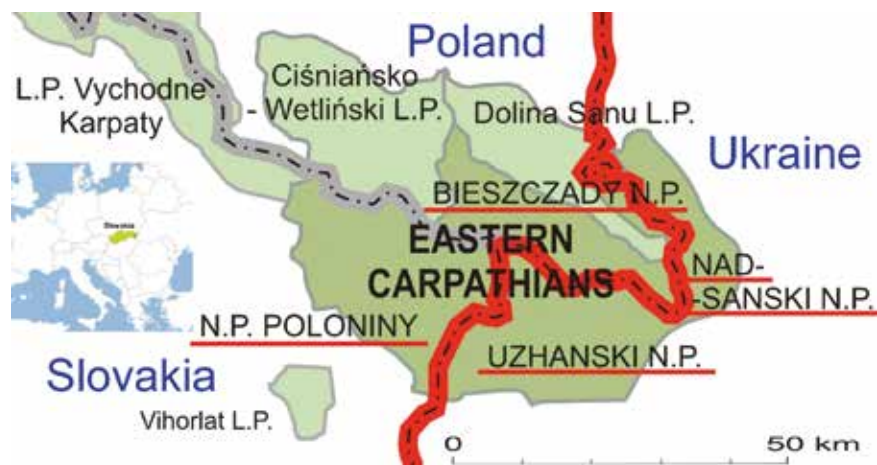 Poland
L.P. Vychodne
Karpaty
Ciśniańsko
- Wetliński L.P.
Dolina Sanu L.P.
Ukraine
Slovakia
BIESZCZADY N.P.
EASTERN
CARPATHIANS
NAD-
-SANSKI N.P.
N.P. POLONINY
UZHANSKI N.P.
Slovakia
Vihorlat L.P.
0 50 km